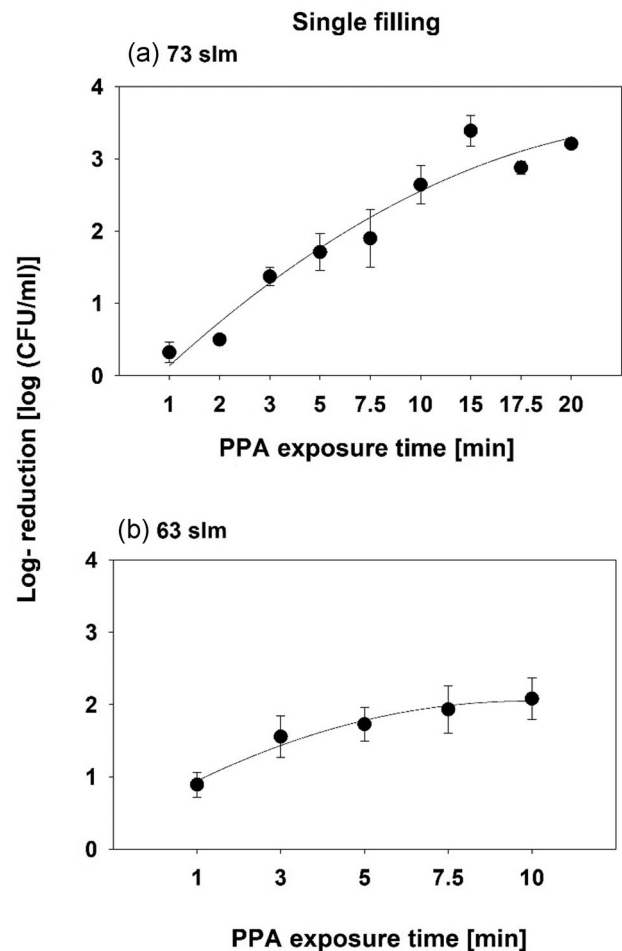 Single filling
(a) 73 slm
4
3
2
1
0
1 2 3 5 7.5 10 15 17.5 20
PPA exposure time [min]
Log- reduction [log (CFU/ml)]
(b) 63 slm
4
3
2
1
0
1 3 5 7.5 10
PPA exposure time [min]